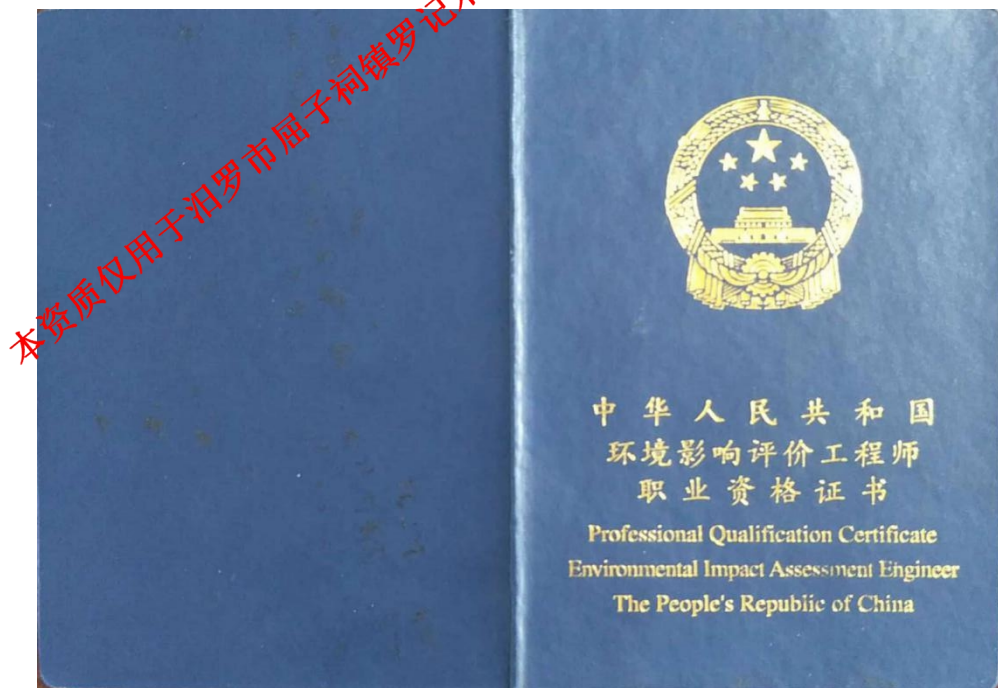 本资质仅用于汨罗市屈子祠镇罗记
中华人民共和国
环境影响评价工程师
职业资格证书
Professional Qualification Certificate
Environmental Impact Assessment Engineer
The People's Republic of China